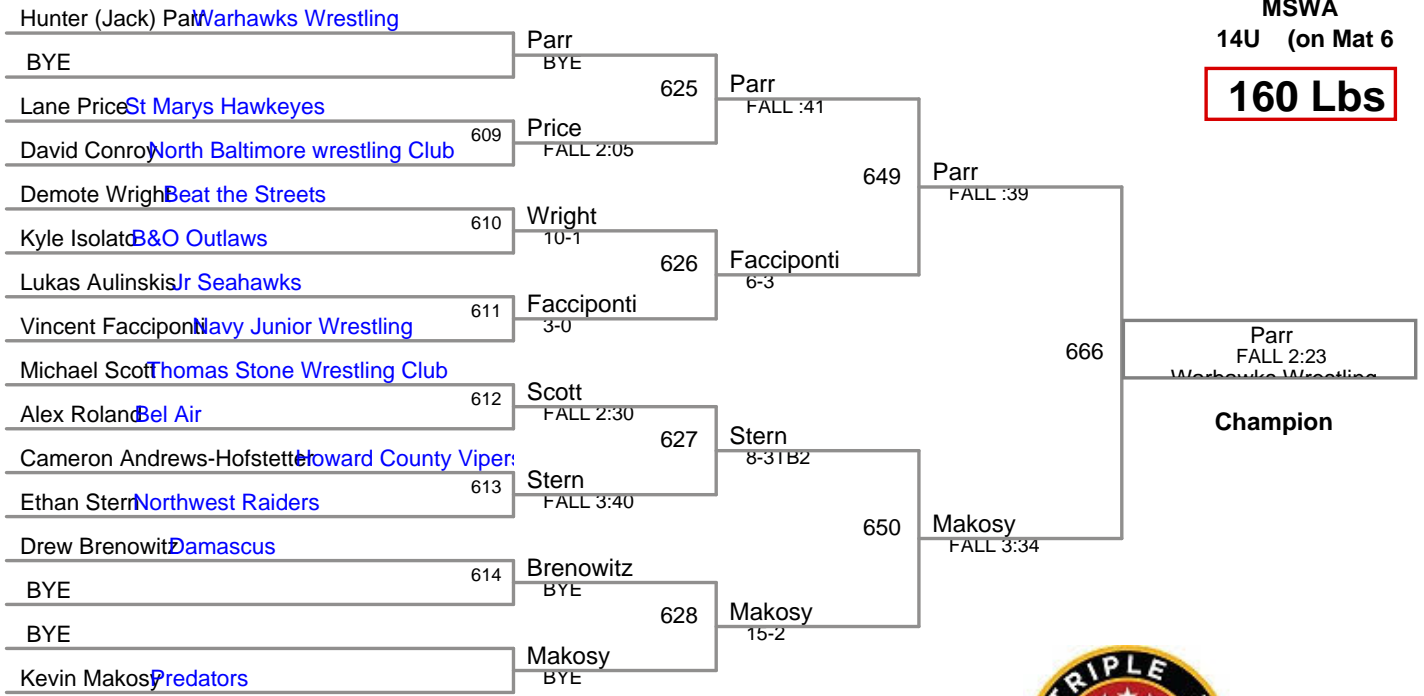 MSWA
14U (on Mat 6
160 Lbs
Hunter (Jack) Parr Warhawks Wrestling
BYE
Lane Price St Marys Hawkeyes
David Conroy North Baltimore wrestling Club
Demote Wright Beat the Streets
Kyle Isolato B&O Outlaws
Lukas Aulinskis Jr Seahawks
Vincent Facciponti Navy Junior Wrestling
Michael Scott Thomas Stone Wrestling Club
Alex Roland Bel Air
Cameron Andrews-Hofstetter Howard County Vipers
Ethan Stern Northwest Raiders
Drew Brenowitz Damascus
BYE
BYE
Kevin Makosy Predators
609
610
611
612
613
614
Parr
BYE
Price
FALL 2:05
Wright
10-1
Facciponti
3-0
Scott
FALL 2:30
Stern
FALL 3:40
Brenowitz
BYE
Makosy
BYE
625
626
627
628
Parr
FALL :41
Facciponti
6-3
Stern
8-3TB2
Makosy
15-2
649
650
Parr
FALL :39
Makosy
FALL 3:34
666
Parr
FALL 2:23
Warhawks Wrestling
Champion
TRIPLE